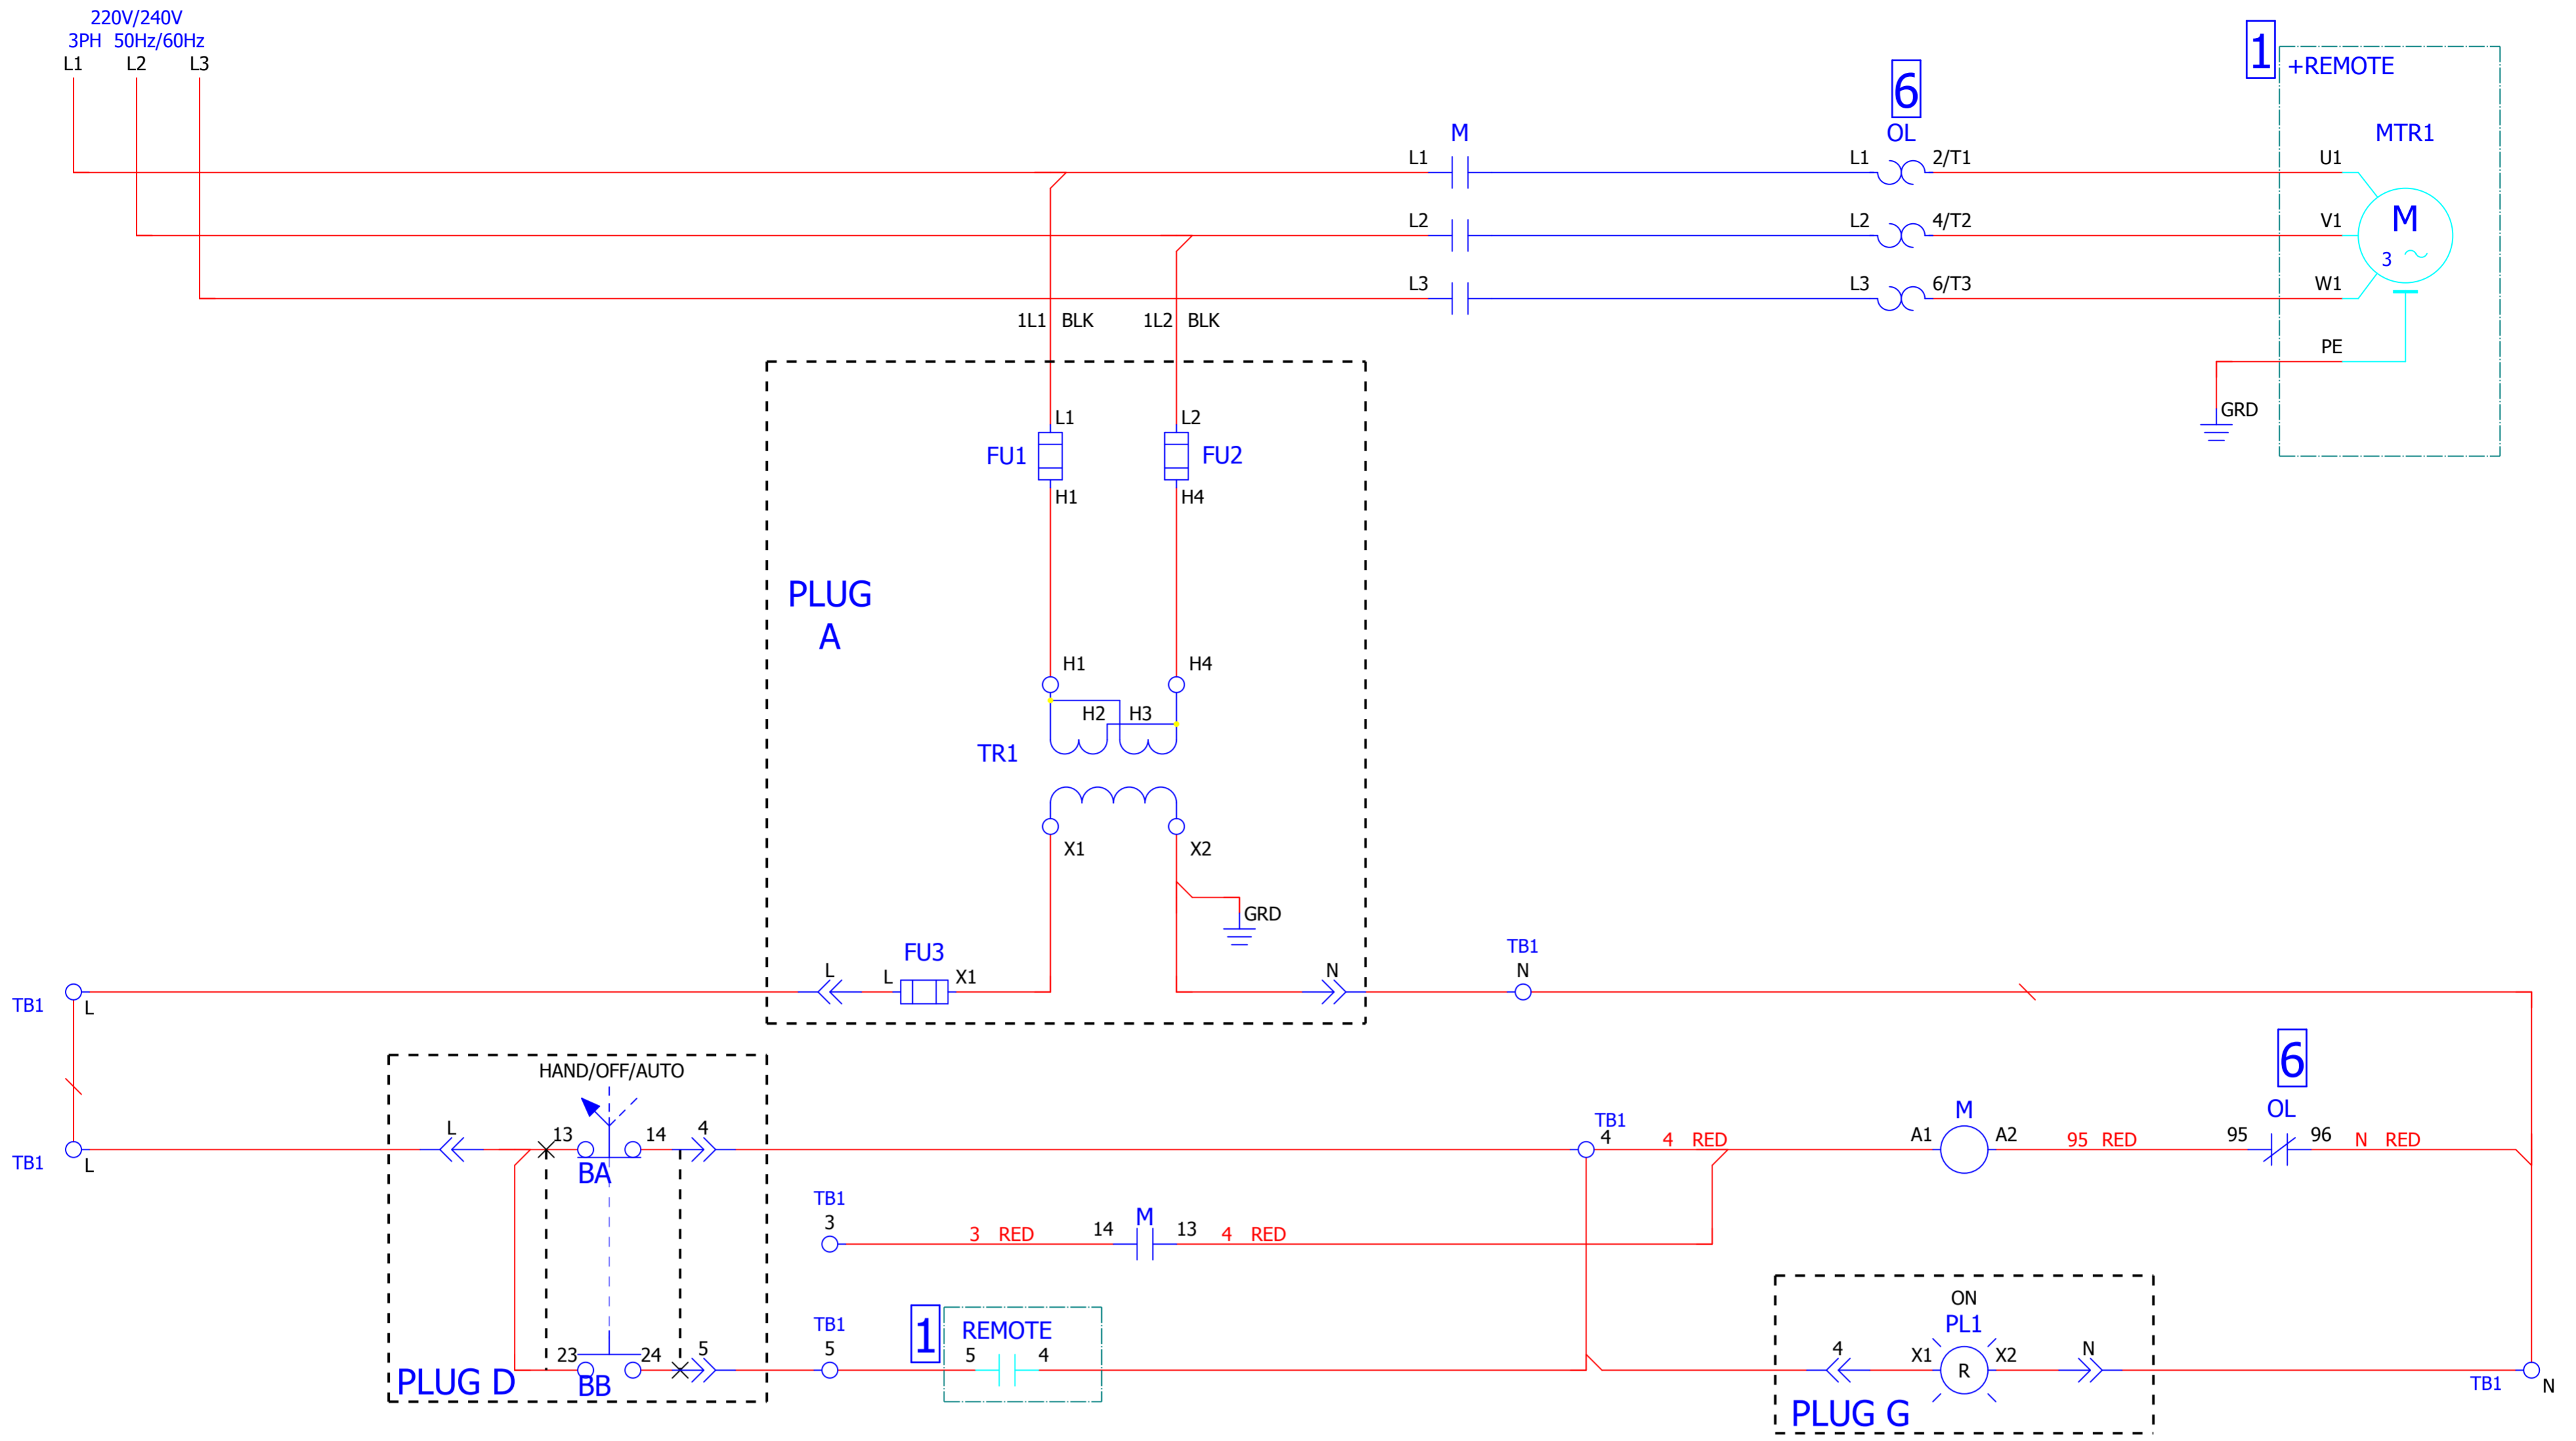 220V/240V
3PH 50Hz/60Hz
L1 L2 L3
1
+REMOTE
6
M
OL
MTR1
L1
L1
2/T1
U1
L2
L2
4/T2
V1
M
3
L3
L3
6/T3
W1
1L1 BLK
1L2 BLK
PE
GRD
L1
L2
FU1
FU2
H1
H4
PLUG
A
H1
H4
H2
H3
TR1
X1
X2
GRD
FU3
TB1
L
L
X1
N
N
TB1
L
HAND/OFF/AUTO
6
M
OL
TB1
L
L
13
14
4
BA
TB1
4
4 RED
A1
A2
95 RED
95
96
N RED
TB1
3
3 RED
14
M
13
4 RED
ON
PL1
TB1
5
1
REMOTE
5
4
23
24
5
BB
PLUG D
4
X1
R
X2
N
TB1
N
PLUG G